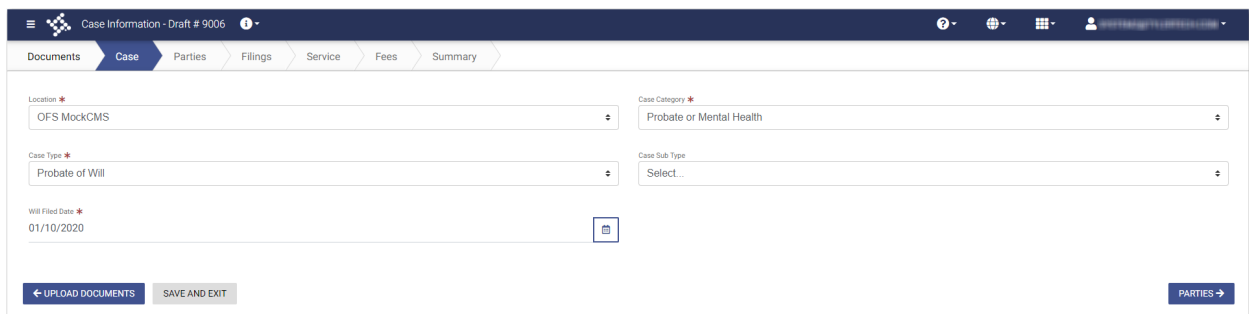 Case Information - Draft # 9006
Documents Case Parties Filings Service Fees Summary
Location * Case Category *
OFS MockCMS Probate or Mental Health
Case Type * Case Sub Type
Probate of Will Select...
Will Filed Date *
01/10/2020
← UPLOAD DOCUMENTS SAVE AND EXIT PARTIES →